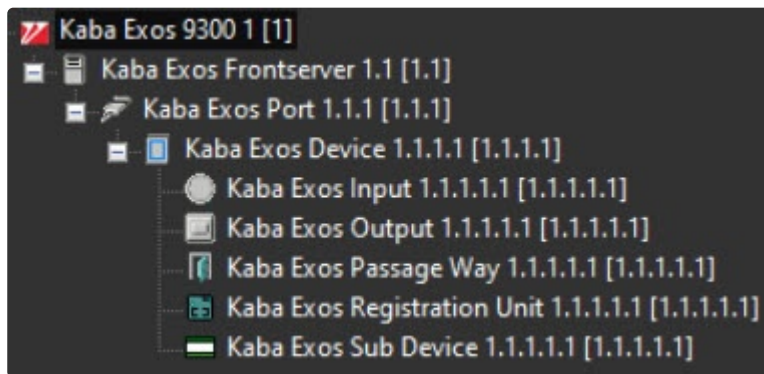 Kaba Exos 9300 1 [1]
Kaba Exos Frontserver 1.1 [1.1]
Kaba Exos Port 1.1.1 [1.1.1]
Kaba Exos Device 1.1.1.1 [1.1.1.1]
Kaba Exos Input 1.1.1.1.1 [1.1.1.1.1]
Kaba Exos Output 1.1.1.1.1 [1.1.1.1.1]
Kaba Exos Passage Way 1.1.1.1.1 [1.1.1.1.1]
Kaba Exos Registration Unit 1.1.1.1.1 [1.1.1.1.1]
Kaba Exos Sub Device 1.1.1.1.1 [1.1.1.1.1]